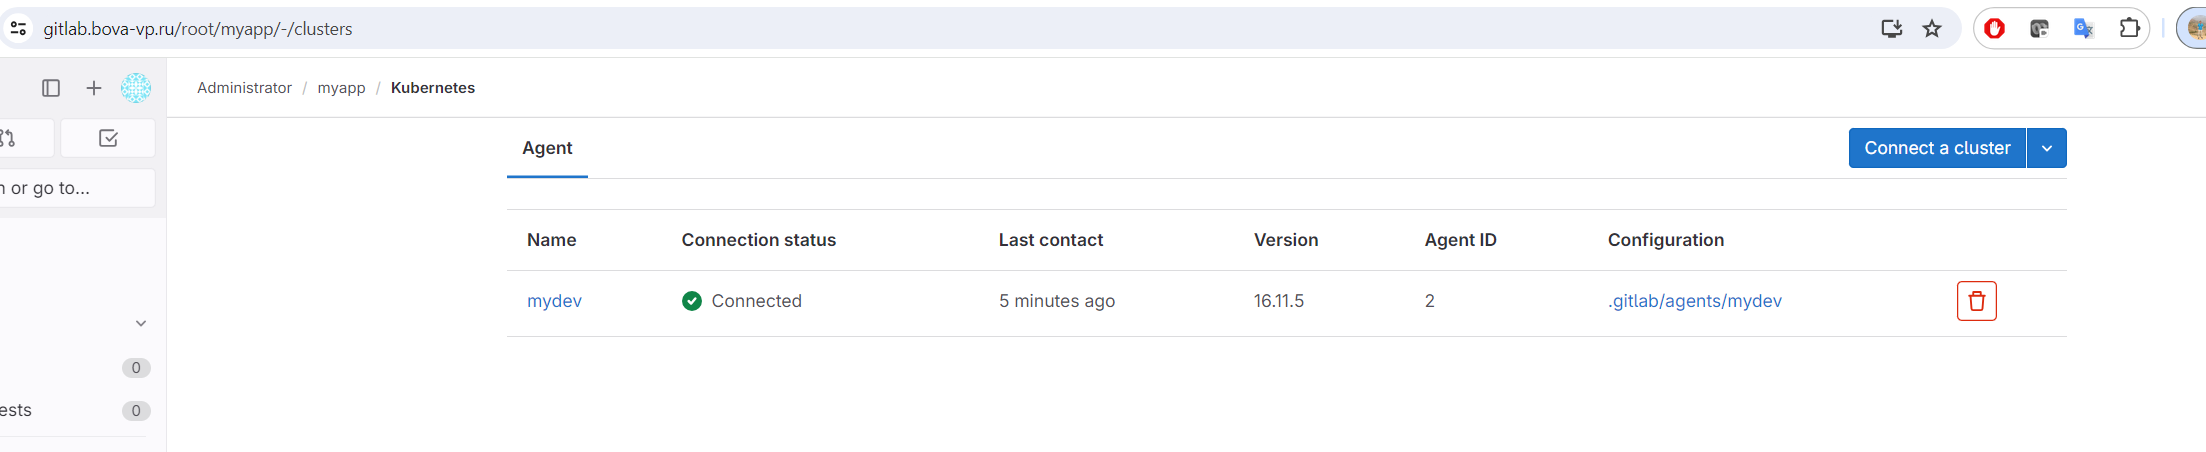 gitlab.bova-vp.ru/root/myapp/-/clusters
Administrator / myapp / Kubernetes
or go to...
Agent
Connect a cluster
Name Connection status Last contact Version Agent ID Configuration
mydev Connected 5 minutes ago 16.11.5 2 .gitlab/agents/mydev
0
ests 0